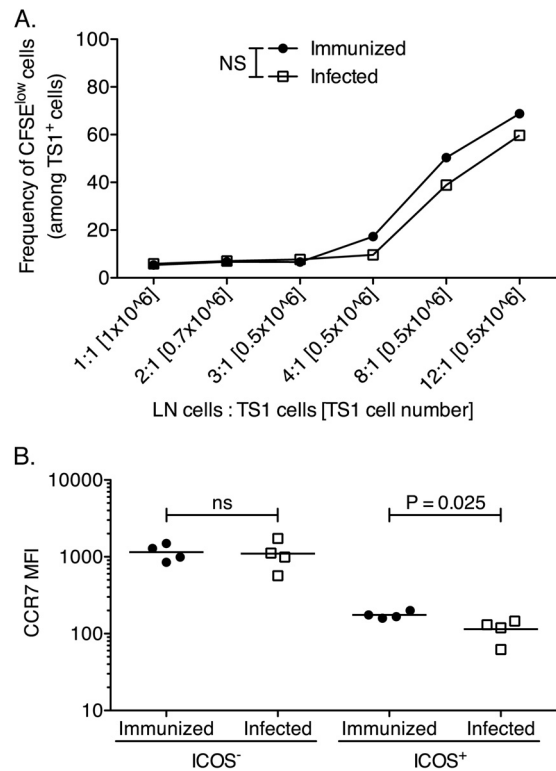 A.
Frequency of CFSElow cells
(among TS1+ cells)
100
80
60
40
20
0
NS
Immunized
Infected
1:1 [1x10^6]
2:1 [0.7x10^6]
3:1 [0.5x10^6]
4:1 [0.5x10^6]
8:1 [0.5x10^6]
12:1 [0.5x10^6]
LN cells : TS1 cells [TS1 cell number]
B.
CCR7 MFI
10000
1000
100
10
ns
P = 0.025
Immunized Infected Immunized Infected
ICOS- ICOS+